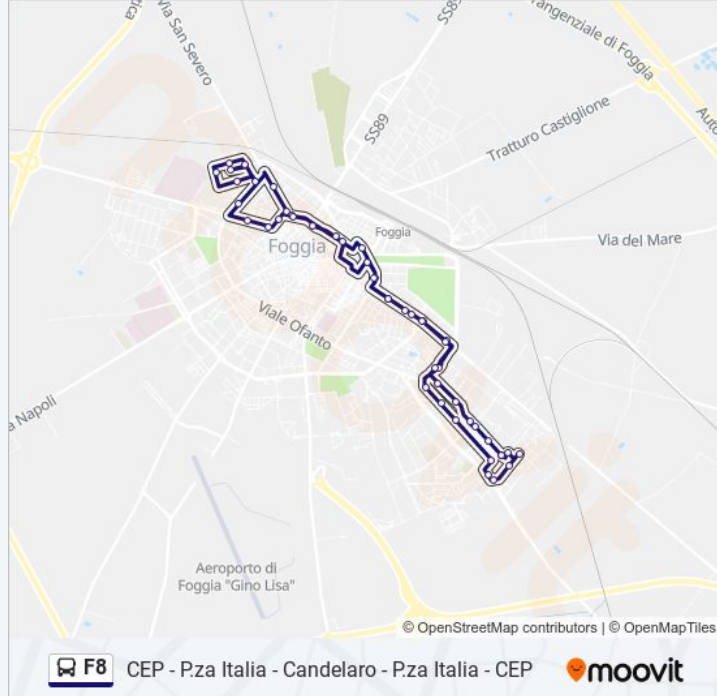 Via San Severo
SS89
Tangenziale di Foggia
SS89
Tratturo Castiglione
Foggia
Via del Mare
Foggia
Viale Ofanto
Napoli
Aeroporto di
Foggia "Gino Lisa"
© OpenStreetMap contributors | © OpenMapTiles
F8 CEP - P.za Italia - Candelaro - P.za Italia - CEP
moovit